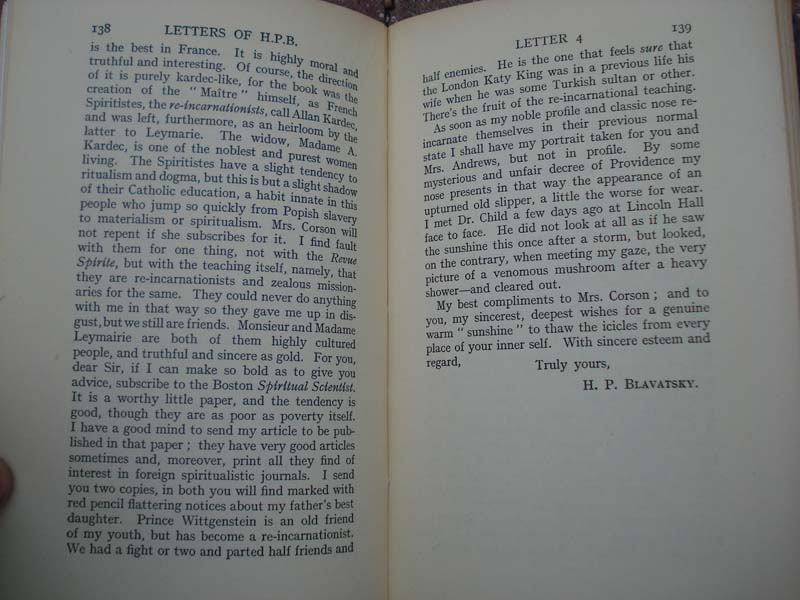 138 LETTERS OF H.P.B.
is the best in France. It is highly moral and
truthful and interesting. Of course, the direction
of it is purely kardec-like, for the book was the
creation of the "Maître" himself, as French
Spiritistes, the re-incarnationists, call Allan Kardec,
and was left, furthermore, as an heirloom by the
latter to Leymarie. The widow, Madame A.
Kardec, is one of the noblest and purest women
living. The Spiritistes have a slight tendency to
ritualism and dogma, but this is but a slight shadow
of their Catholic education, a habit innate in this
people who jump so quickly from Popish slavery
to materialism or spiritualism. Mrs. Corson will
not repent if she subscribes for it. I find fault
with them for one thing, not with the Revue
Spirite, but with the teaching itself, namely, that
they are re-incarnationists and zealous mission-
aries for the same. They could never do anything
with me in that way so they gave me up in dis-
gust, but we still are friends. Monsieur and Madame
Leymairie are both of them highly cultured
people, and truthful and sincere as gold. For you,
dear Sir, if I can make so bold as to give you
advice, subscribe to the Boston Spiritual Scientist.
It is a worthy little paper, and the tendency is
good, though they are as poor as poverty itself.
I have a good mind to send my article to be pub-
lished in that paper; they have very good articles
sometimes and, moreover, print all they find of
interest in foreign spiritualistic journals. I send
you two copies, in both you will find marked with
red pencil flattering notices about my father's best
daughter. Prince Wittgenstein is an old friend
of my youth, but has become a re-incarnationist.
We had a fight or two and parted half friends and
LETTER 4 139
half enemies. He is the one that feels sure that
the London Katy King was in a previous life his
wife when he was some Turkish sultan or other.
There's the fruit of the re-incarnational teaching.
As soon as my noble profile and classic nose re-
incarnate themselves in their previous normal
state I shall have my portrait taken for you and
Mrs. Andrews, but not in profile. By some
mysterious and unfair decree of Providence my
nose presents in that way the appearance of an
upturned old slipper, a little the worse for wear.
I met Dr. Child a few days ago at Lincoln Hall
face to face. He did not look at all as if he saw
the sunshine this once after a storm, but looked,
on the contrary, when meeting my gaze, the very
picture of a venomous mushroom after a heavy
shower—and cleared out.
My best compliments to Mrs. Corson; and to
you, my sincerest, deepest wishes for a genuine
warm "sunshine" to thaw the icicles from every
place of your inner self. With sincere esteem and
regard, Truly yours,
H. P. BLAVATSKY.